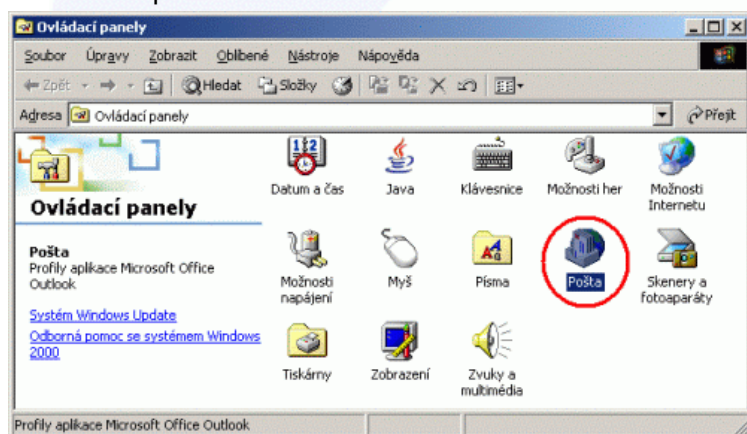 Ovládací panely
Soubor Úpravy Zobrazit Oblíbené Nástroje Nápověda
Zpět Hledat Složky
Adresa Ovládací panely Přejít
Ovládací panely
Pošta
Profily aplikace Microsoft Office
Outlook
Systém Windows Update
Odborná pomoc se systémem Windows
2000
Datum a čas Java Klávesnice Možnosti her Možnosti
Internetu
Možnosti
napájení
Myš Písma Pošta Skenery a
fotoaparáty
Tiskárny Zobrazení Zvuky a
multimédia
Profily aplikace Microsoft Office Outlook